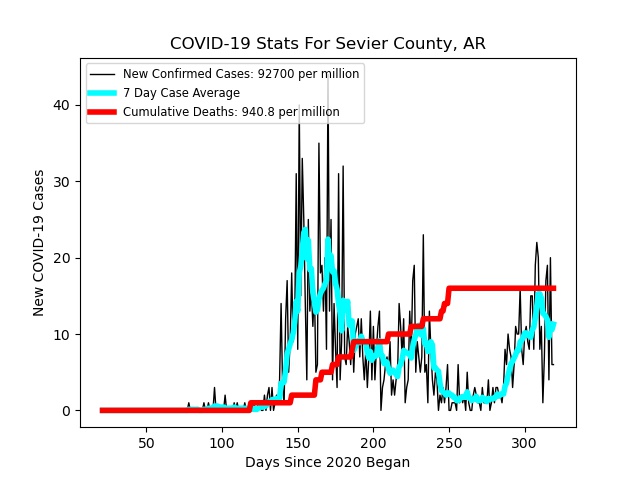 COVID-19 Stats For Sevier County, AR
New Confirmed Cases: 92700 per million
7 Day Case Average
Cumulative Deaths: 940.8 per million
New COVID-19 Cases
40
30
20
10
0
50 100 150 200 250 300
Days Since 2020 Began